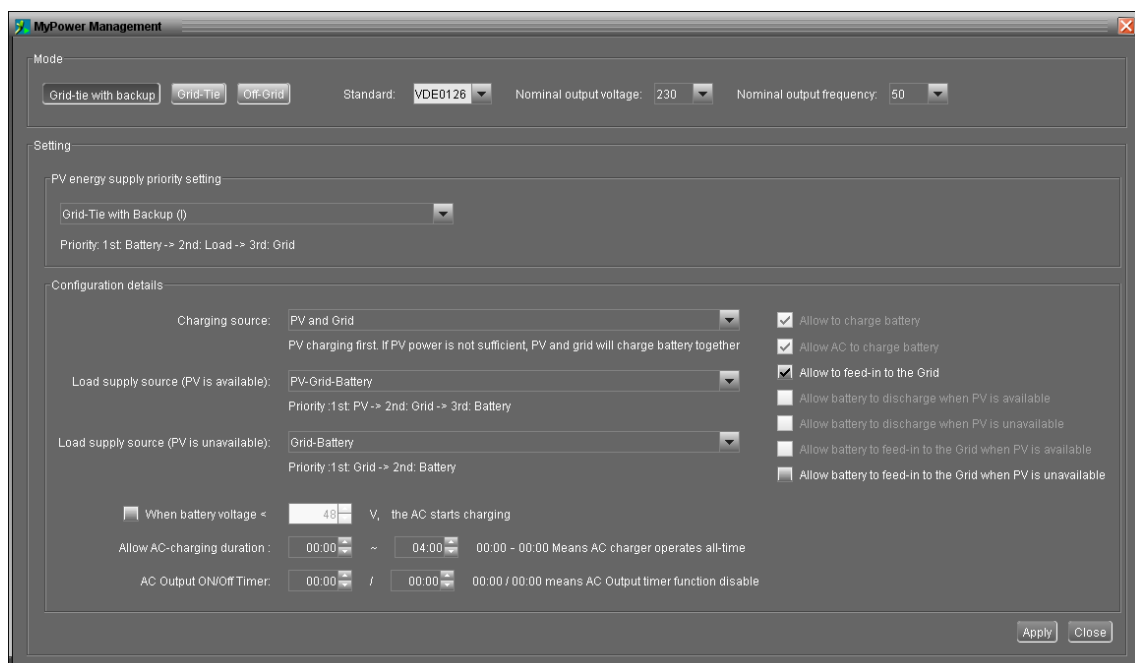 MyPower Management
Mode
Grid-tie with backup Grid-Tie Off-Grid Standard: VDE0126 Nominal output voltage: 230 Nominal output frequency: 50
Setting
PV energy supply priority setting
Grid-Tie with Backup (I)
Priority: 1st: Battery -> 2nd: Load -> 3rd: Grid
Configuration details
Charging source: PV and Grid
PV charging first. If PV power is not sufficient, PV and grid will charge battery together
Load supply source (PV is available): PV-Grid-Battery
Priority :1st: PV -> 2nd: Grid -> 3rd: Battery
Load supply source (PV is unavailable): Grid-Battery
Priority :1st: Grid -> 2nd: Battery
Allow to charge battery
Allow AC to charge battery
Allow to feed-in to the Grid
Allow battery to discharge when PV is available
Allow battery to discharge when PV is unavailable
Allow battery to feed-in to the Grid when PV is available
Allow battery to feed-in to the Grid when PV is unavailable
When battery voltage < 48 V, the AC starts charging
Allow AC-charging duration : 00:00 ~ 04:00 00:00 - 00:00 Means AC charger operates all-time
AC Output ON/Off Timer: 00:00 / 00:00 00:00 / 00:00 means AC Output timer function disable
Apply Close